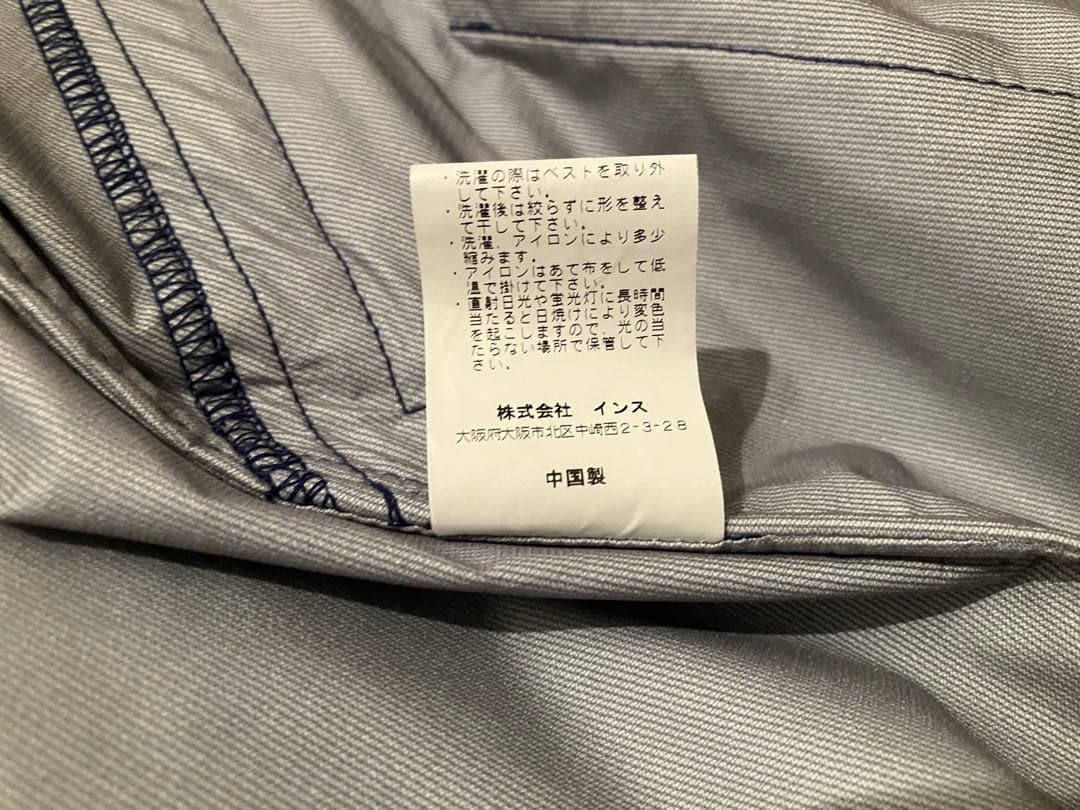 ・洗濯の際はベストを取り外
して下さい。
・洗濯後は絞らずに形を整え
て干して下さい。
・洗濯、アイロンにより多少
縮みます。
・アイロンはあて布をして低
温で掛けて下さい。
・直射日光や蛍光灯に長時間
当たると日焼けにより変色
を起こしますので、光の当
たらない場所で保管して下
さい。
株式会社 インス
大阪府大阪市北区中崎西2-3-28
中国製